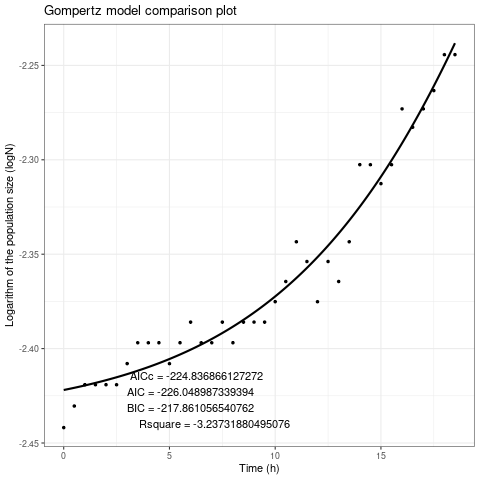 Gompertz model comparison plot
Logarithm of the population size (logN)
-2.25
-2.30
-2.35
-2.40
-2.45
AICc = -224.836866127272
AIC = -226.048987339394
BIC = -217.861056540762
Rsquare = -3.23731880495076
0 5 10 15
Time (h)